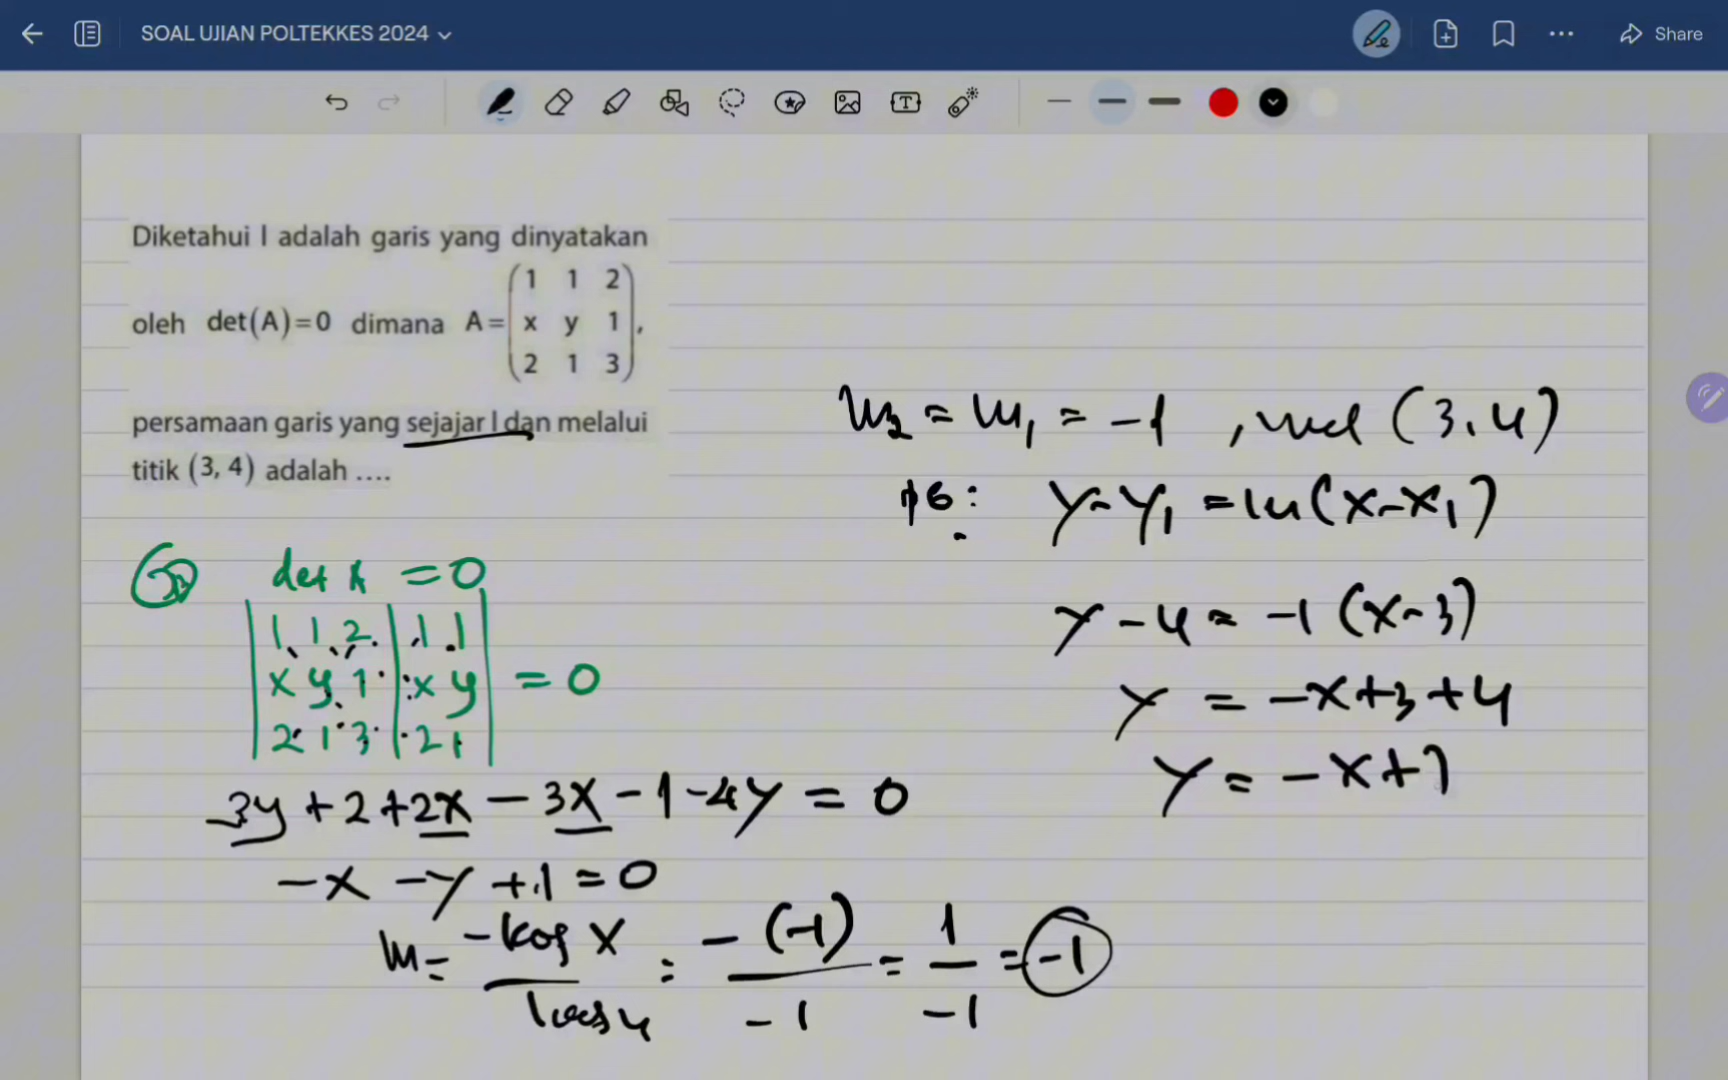 SOAL UJIAN POLTEKKES 2024
Share
Diketahui l adalah garis yang dinyatakan
oleh det(A)=0 dimana A=(1 1 2
x y 1
2 1 3),
persamaan garis yang sejajar l dan melalui
titik (3, 4) adalah ....
det A = 0
1 1 2 | 1 1
x y 1 | x y = 0
2 1 3 | 2 1
3y + 2 + 2x - 3x - 1 - 4y = 0
-x - y + 1 = 0
m = -koef x / = -(-1) / -1 = 1 / -1 = -1
m2 = m1 = -1 , mel (3, 4)
y - y1 = m(x - x1)
y - 4 = -1 (x - 3)
y = -x + 3 + 4
y = -x + 7